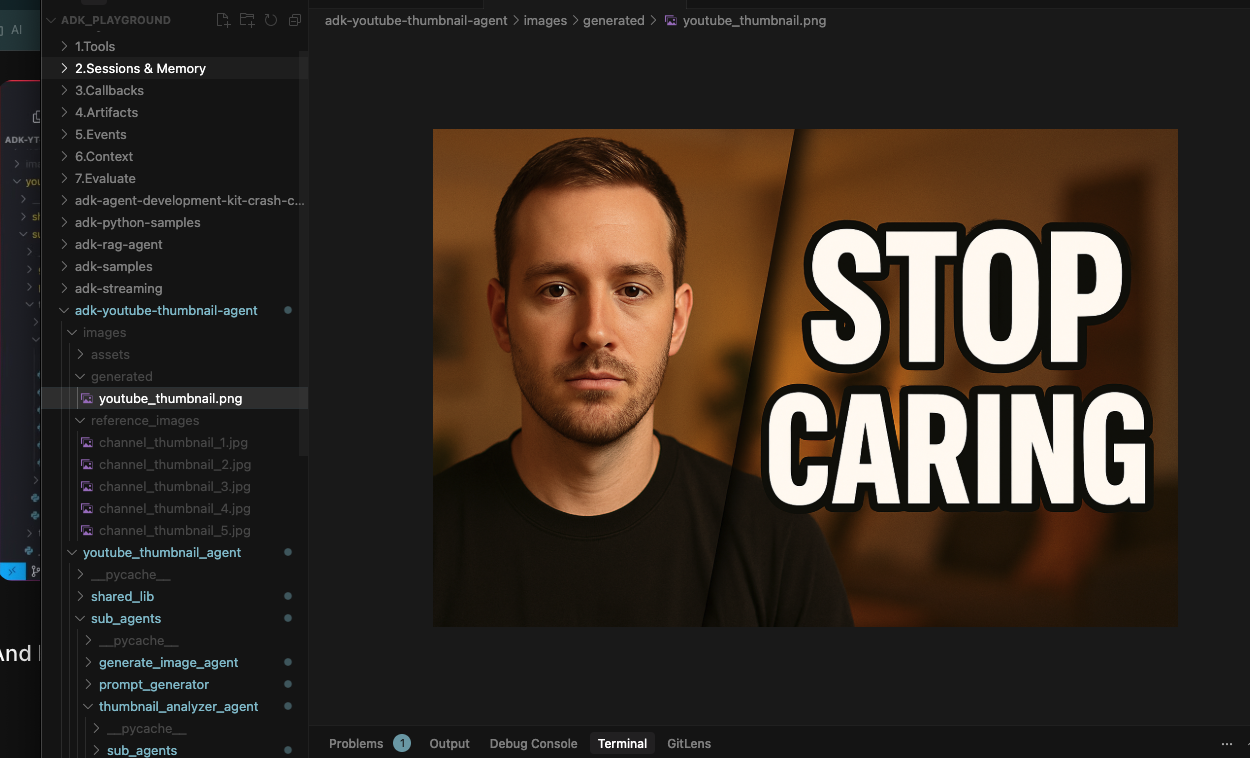 AI
ADK_PLAYGROUND
adk-youtube-thumbnail-agent > images > generated > youtube_thumbnail.png
1.Tools
2.Sessions & Memory
3.Callbacks
4.Artifacts
5.Events
6.Context
7.Evaluate
adk-agent-development-kit-crash-c...
adk-python-samples
adk-rag-agent
adk-samples
adk-streaming
adk-youtube-thumbnail-agent
images
assets
generated
youtube_thumbnail.png
reference_images
channel_thumbnail_1.jpg
channel_thumbnail_2.jpg
channel_thumbnail_3.jpg
channel_thumbnail_4.jpg
channel_thumbnail_5.jpg
youtube_thumbnail_agent
__pycache__
shared_lib
sub_agents
__pycache__
generate_image_agent
prompt_generator
thumbnail_analyzer_agent
__pycache__
sub_agents
ADK-YT
And
STOP
CARING
Problems 1 Output Debug Console Terminal GitLens ...